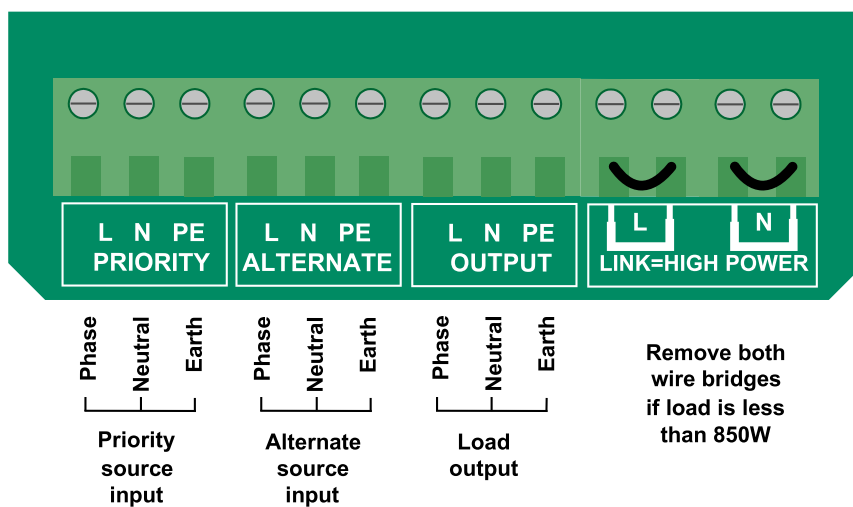 L N PE
PRIORITY
L N PE
ALTERNATE
L N PE
OUTPUT
L
N
LINK=HIGH POWER
Phase
Neutral
Earth
Phase
Neutral
Earth
Phase
Neutral
Earth
Priority
source
input
Alternate
source
input
Load
output
Remove both
wire bridges
if load is less
than 850W